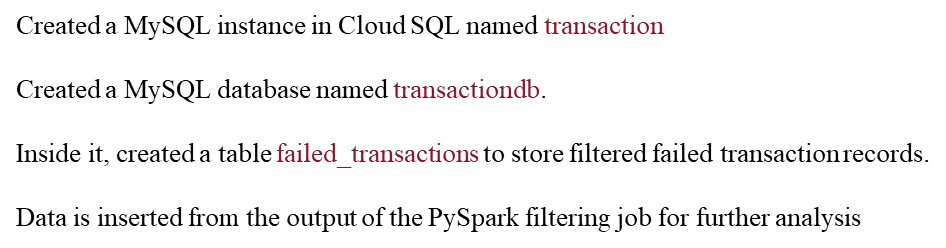 Created a MySQL instance in Cloud SQL named transaction
Created a MySQL database named transactiondb.
Inside it, created a table failed_transactions to store filtered failed transaction records.
Data is inserted from the output of the PySpark filtering job for further analysis